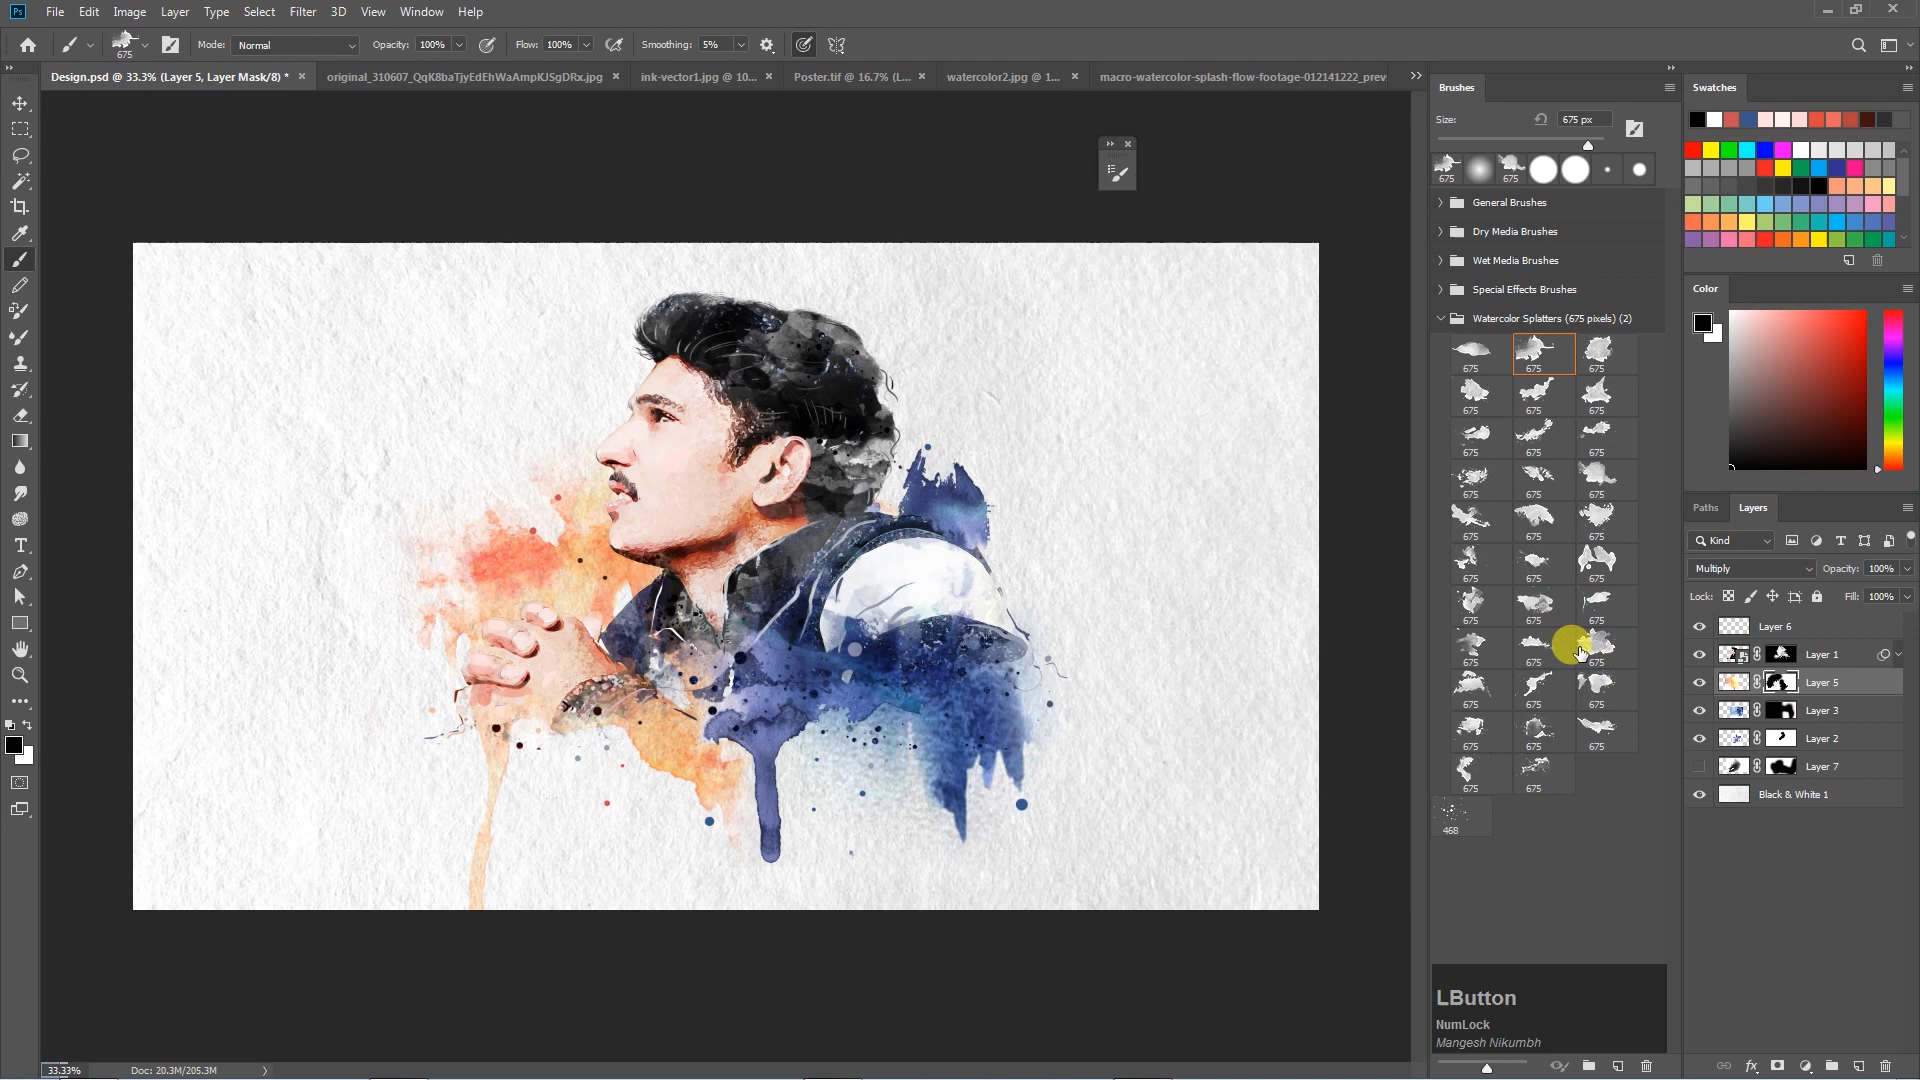 Ps File Edit Image Layer Type Select Filter 3D View Window Help
675 Mode: Normal Opacity: 100% Flow: 100% Smoothing: 5%
Design.psd @ 33.3% (Layer 5, Layer Mask/8) * original_310607_QqK8baTjyEdEhWaAmpKJSgDRx.jpg ink-vector1.jpg @ 10... Poster.tif @ 16.7% (L... watercolor2.jpg @ 1... macro-watercolor-splash-flow-footage-012141222_prev
Brushes
Size: 675 px
675 675
General Brushes
Dry Media Brushes
Wet Media Brushes
Special Effects Brushes
Watercolor Splatters (675 pixels) (2)
675 675 675
675 675 675
675 675 675
675 675 675
675 675 675
675 675 675
675 675 675
675 675 675
675 675 675
675 675 675
675 675
468
LButton
NumLock
Mangesh Nikumbh
Swatches
Color
Paths Layers
Kind
Multiply Opacity: 100%
Lock: Fill: 100%
Layer 6
Layer 1
Layer 5
Layer 3
Layer 2
Layer 7
Black & White 1
33.33% Doc: 20.3M/205.3M